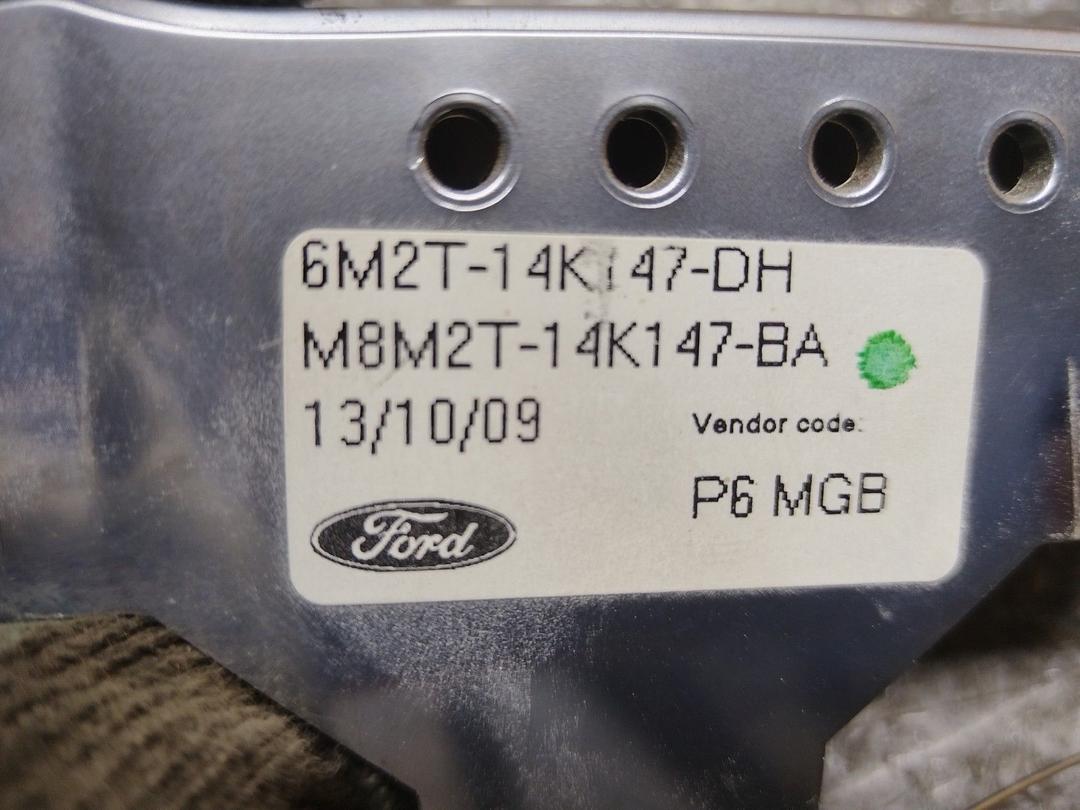 6M2T-14K147-DH
M8M2T-14K147-BA
13/10/09
Vendor code:
P6 MGB
Ford